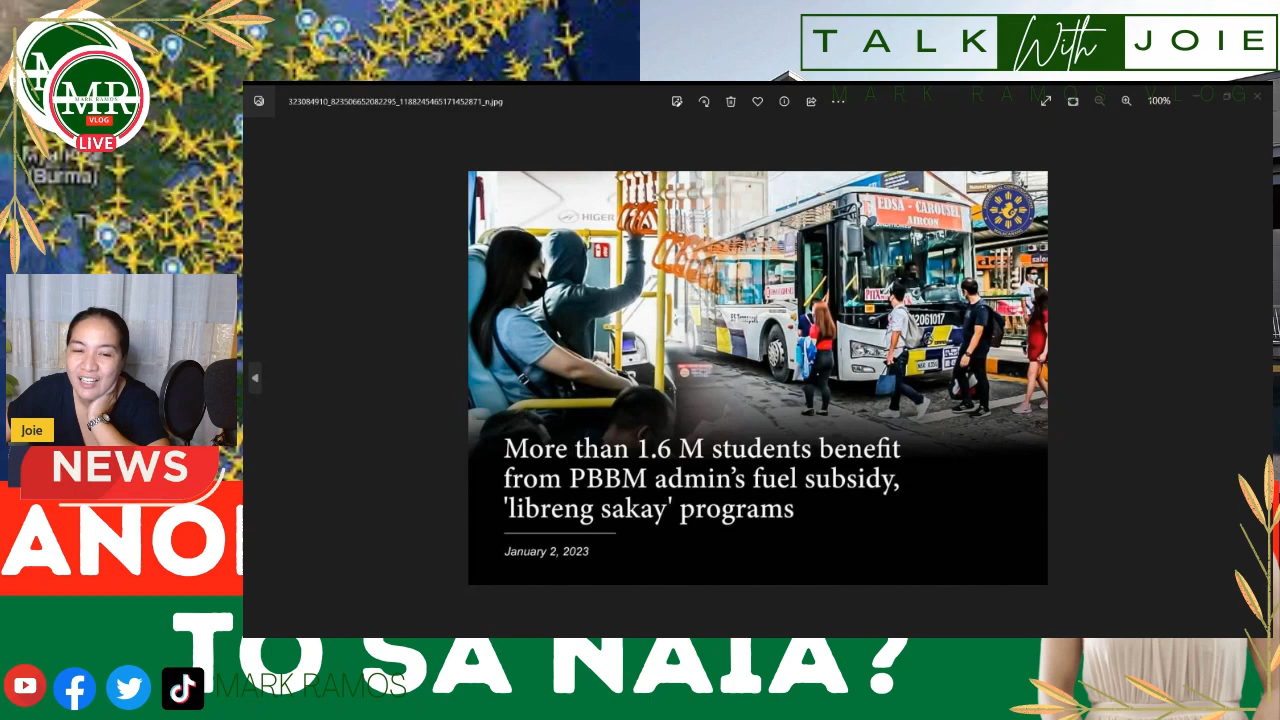 TALK With JOIE
MARK RAMOS VLOG
MR
MARK RAMOS
VLOG
LIVE
(Burma)
323084910_823506652082295_1188245465171452871_n.jpg
100%
HIGER
EDSA - CAROUSEL
AIRCON
PITX
2061017
More than 1.6 M students benefit
from PBBM admin's fuel subsidy,
'libreng sakay' programs
January 2, 2023
Joie
NEWS
ANO
TO SA NAIA?
MARK RAMOS